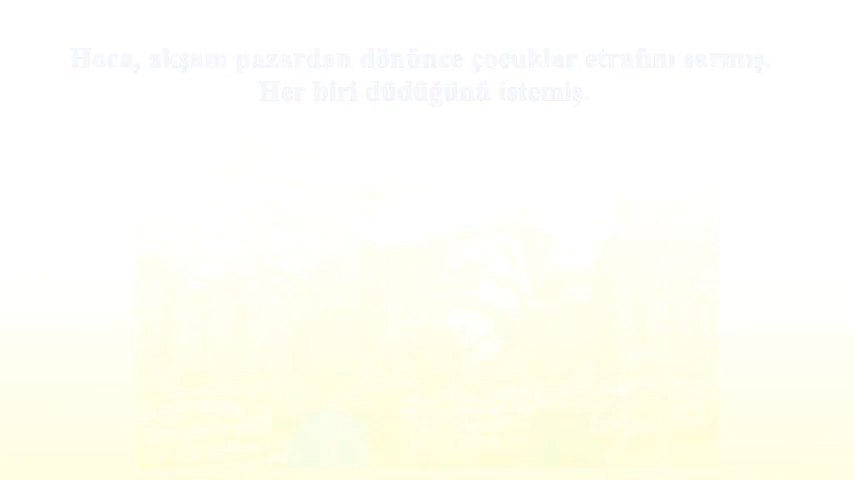 Hoca, akşam pazardan dönünce çocuklar etrafını sarmış.
Her biri düdüğünü istemiş.